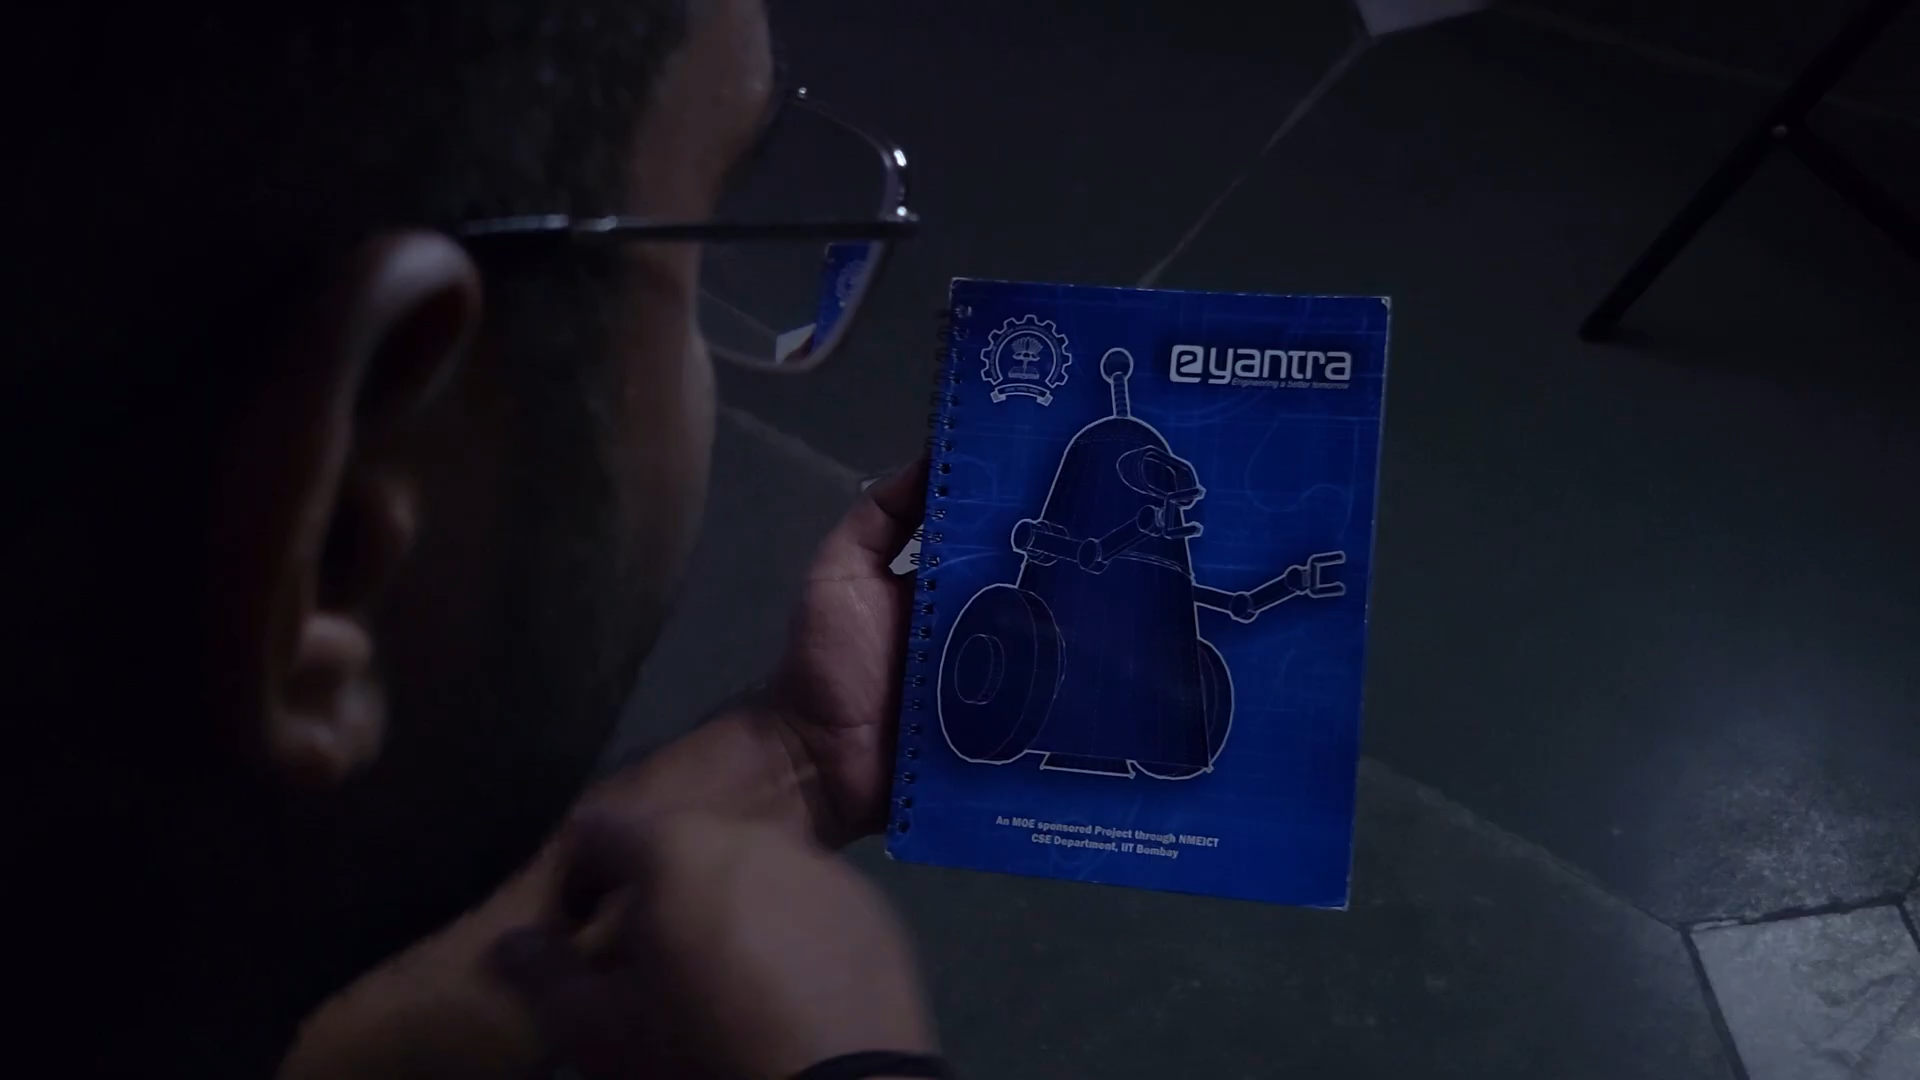 eyantra
Engineering a better tomorrow
An MOE sponsored Project through NMEICT
CSE Department, IIT Bombay